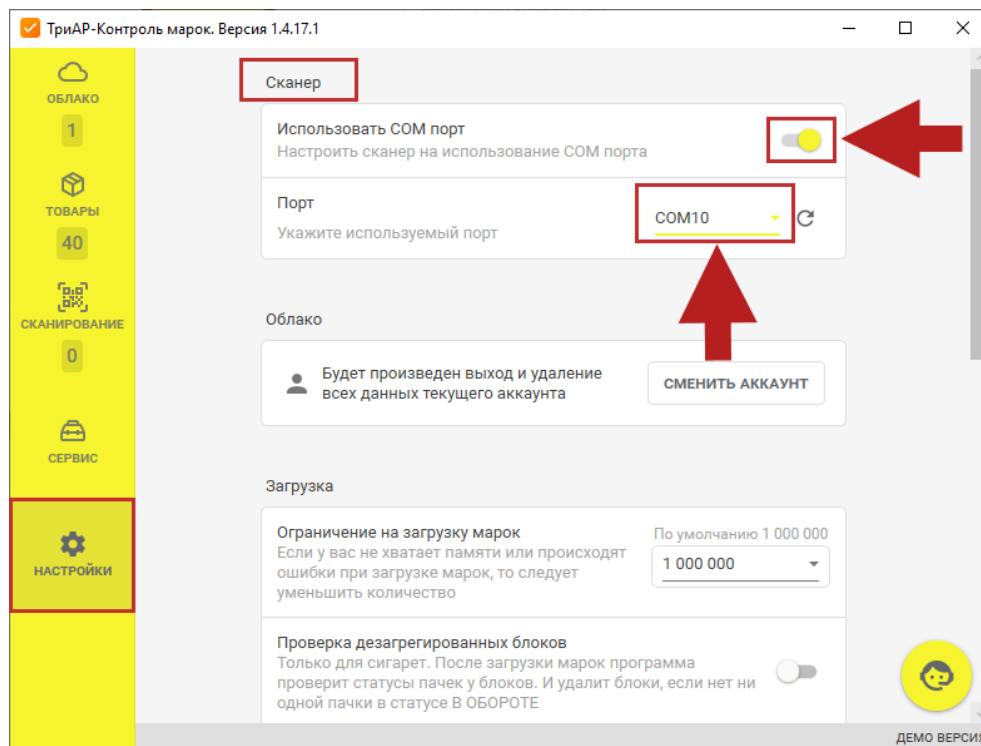 ТриАР-Контроль марок. Версия 1.4.17.1
ОБЛАКО
1
ТОВАРЫ
40
СКАНИРОВАНИЕ
0
СЕРВИС
НАСТРОЙКИ
Сканер
Использовать COM порт
Настроить сканер на использование COM порта
Порт
Укажите используемый порт
COM10
Облако
Будет произведен выход и удаление
всех данных текущего аккаунта
СМЕНИТЬ АККАУНТ
Загрузка
Ограничение на загрузку марок
Если у вас не хватает памяти или происходят
ошибки при загрузке марок, то следует
уменьшить количество
По умолчанию 1 000 000
1 000 000
Проверка дезагрегированных блоков
Только для сигарет. После загрузки марок программа
проверит статусы пачек у блоков. И удалит блоки, если нет ни
одной пачки в статусе В ОБОРОТЕ
ДЕМО ВЕРСИЯ